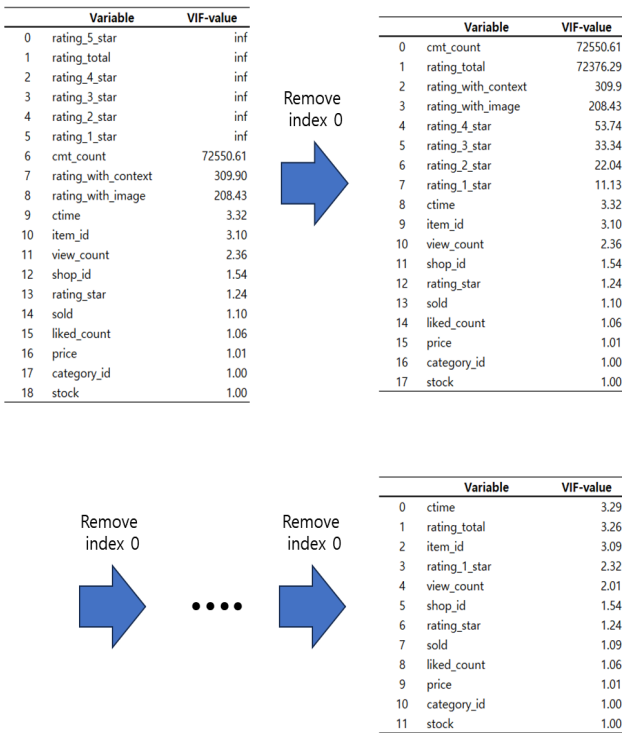 Variable VIF-value
0 rating_5_star inf
1 rating_total inf
2 rating_4_star inf
3 rating_3_star inf
4 rating_2_star inf
5 rating_1_star inf
6 cmt_count 72550.61
7 rating_with_context 309.90
8 rating_with_image 208.43
9 ctime 3.32
10 item_id 3.10
11 view_count 2.36
12 shop_id 1.54
13 rating_star 1.24
14 sold 1.10
15 liked_count 1.06
16 price 1.01
17 category_id 1.00
18 stock 1.00
Remove
index 0
Variable VIF-value
0 cmt_count 72550.61
1 rating_total 72376.29
2 rating_with_context 309.9
3 rating_with_image 208.43
4 rating_4_star 53.74
5 rating_3_star 33.34
6 rating_2_star 22.04
7 rating_1_star 11.13
8 ctime 3.32
9 item_id 3.10
10 view_count 2.36
11 shop_id 1.54
12 rating_star 1.24
13 sold 1.10
14 liked_count 1.06
15 price 1.01
16 category_id 1.00
17 stock 1.00
Remove
index 0
••••
Remove
index 0
Variable VIF-value
0 ctime 3.29
1 rating_total 3.26
2 item_id 3.09
3 rating_1_star 2.32
4 view_count 2.01
5 shop_id 1.54
6 rating_star 1.24
7 sold 1.09
8 liked_count 1.06
9 price 1.01
10 category_id 1.00
11 stock 1.00